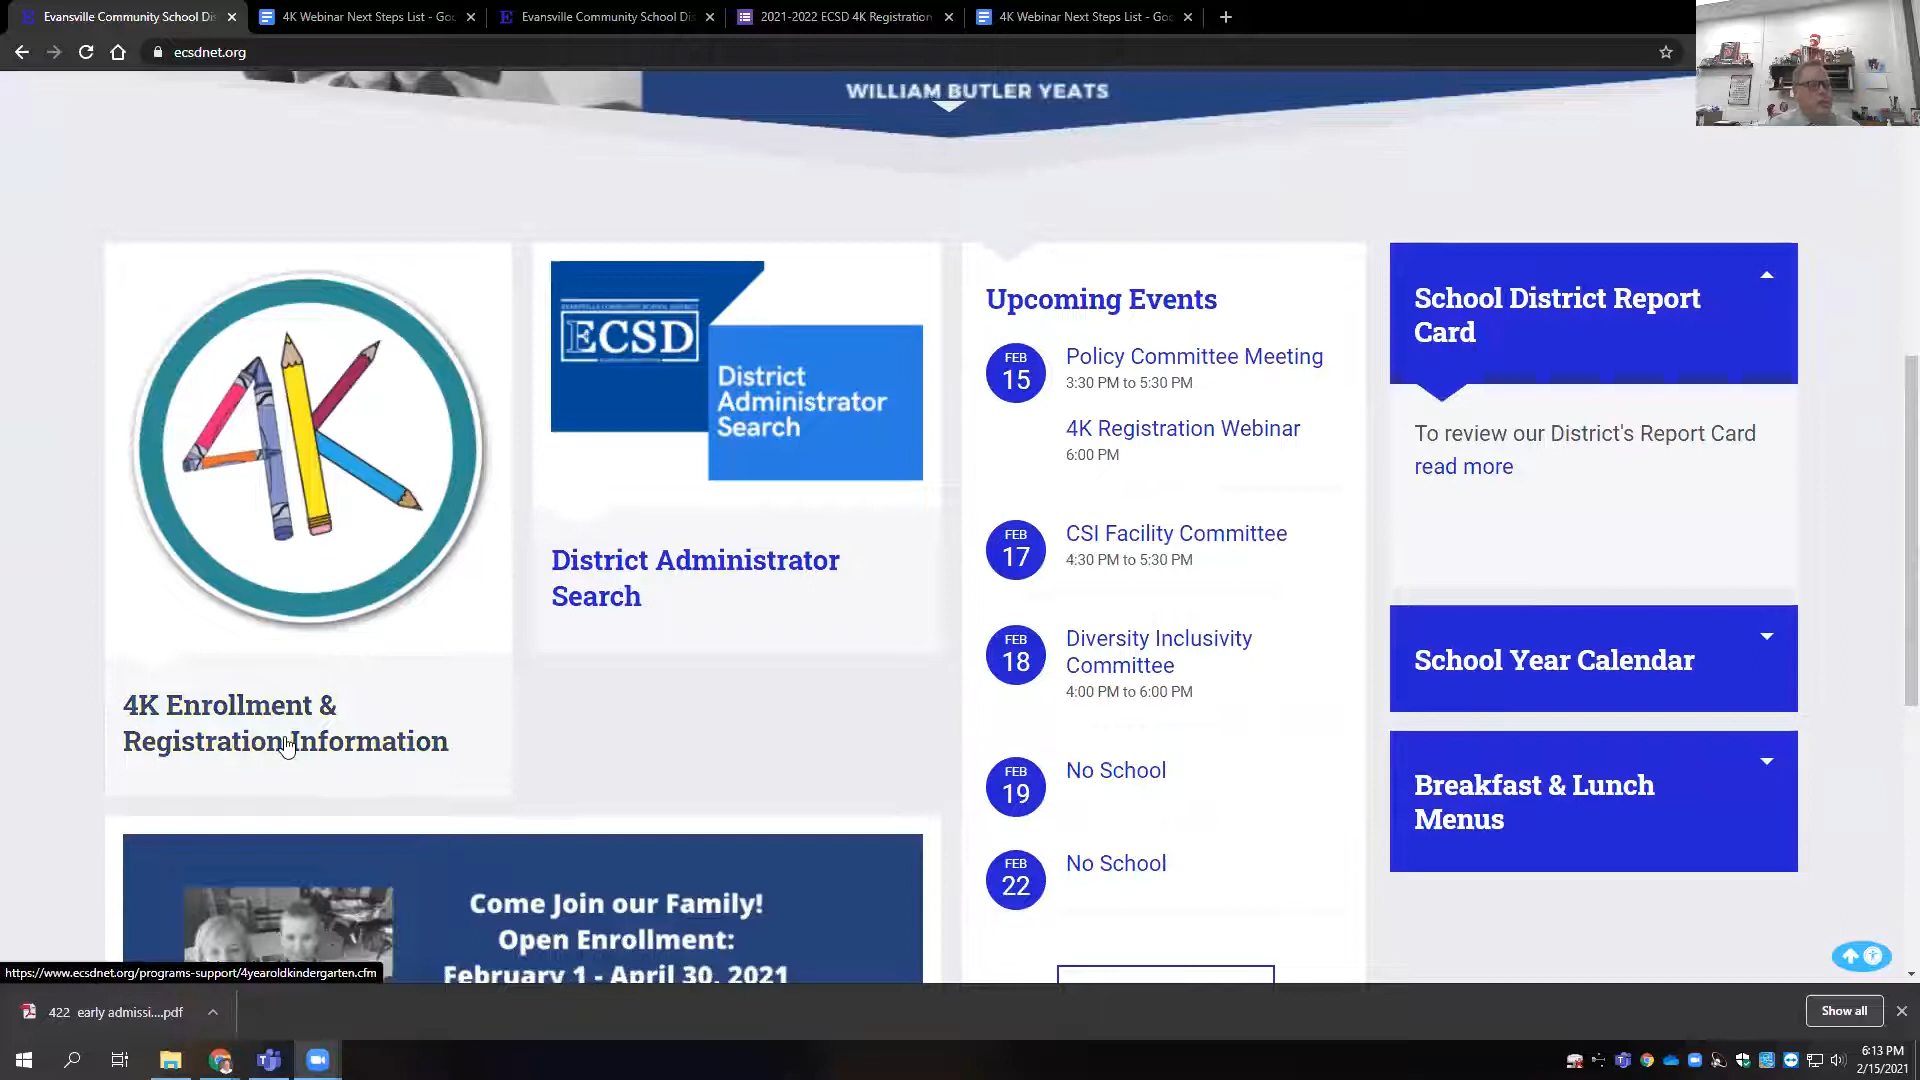 Evansville Community School Di
4K Webinar Next Steps List - Goo
Evansville Community School Di
2021-2022 ECSD 4K Registration
4K Webinar Next Steps List - Goo
ecsdnet.org
WILLIAM BUTLER YEATS
4K
4K Enrollment &
Registration Information
EVANSVILLE COMMUNITY SCHOOL DISTRICT
ECSD
District
Administrator
Search
District Administrator
Search
Upcoming Events
FEB
15
Policy Committee Meeting
3:30 PM to 5:30 PM
4K Registration Webinar
6:00 PM
FEB
17
CSI Facility Committee
4:30 PM to 5:30 PM
FEB
18
Diversity Inclusivity
Committee
4:00 PM to 6:00 PM
FEB
19
No School
FEB
22
No School
School District Report
Card
To review our District's Report Card
read more
School Year Calendar
Breakfast & Lunch
Menus
Come Join our Family!
Open Enrollment:
February 1 - April 30, 2021
https://www.ecsdnet.org/programs-support/4yearoldkindergarten.cfm
422 early admissi....pdf
Show all
6:13 PM
2/15/2021